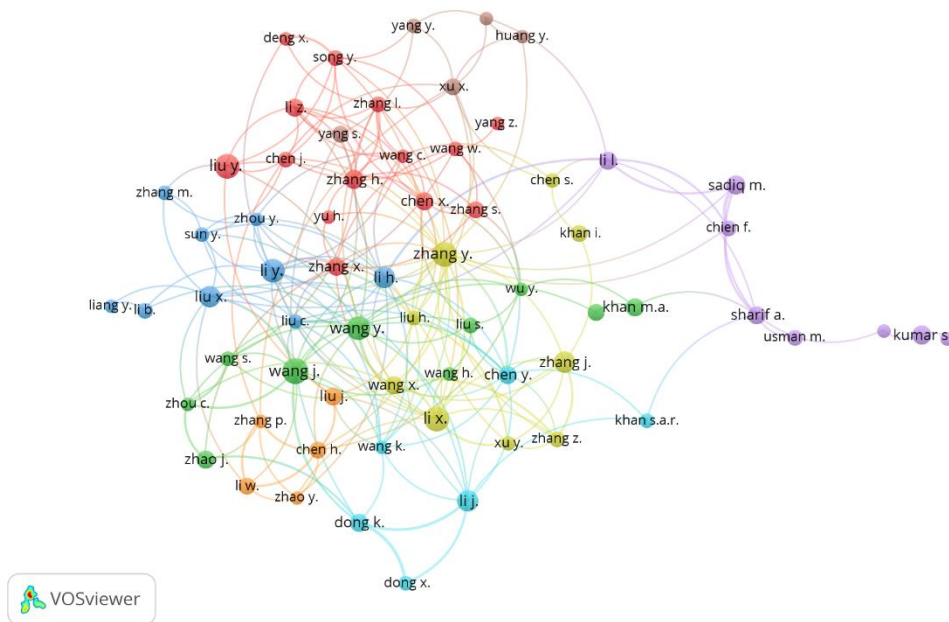 yang y.
huang y.
deng x.
song y.
xu x.
li z.
zhang l.
yang z.
yang s.
wang c.
wang w.
chen j.
li l.
liu y.
zhang h.
chen s.
sadiq m.
zhang m.
chen x.
zhang s.
zhou y.
yu h.
chien f.
sun y.
khan i.
zhang y.
zhang x.
li y.
li h.
wu y.
liu x.
liang y.
li b.
khan m.a.
liu c.
liu h.
liu s.
sharif a.
wang y.
usman m.
kumar s
wang s.
wang j.
wang h.
chen y.
zhang j.
wang x.
liu j.
zhou c.
zhang p.
li x.
khan s.a.r.
chen h.
wang k.
xu y.
zhang z.
zhao j.
li w.
zhao y.
li j.
dong k.
dong x.
VOSviewer